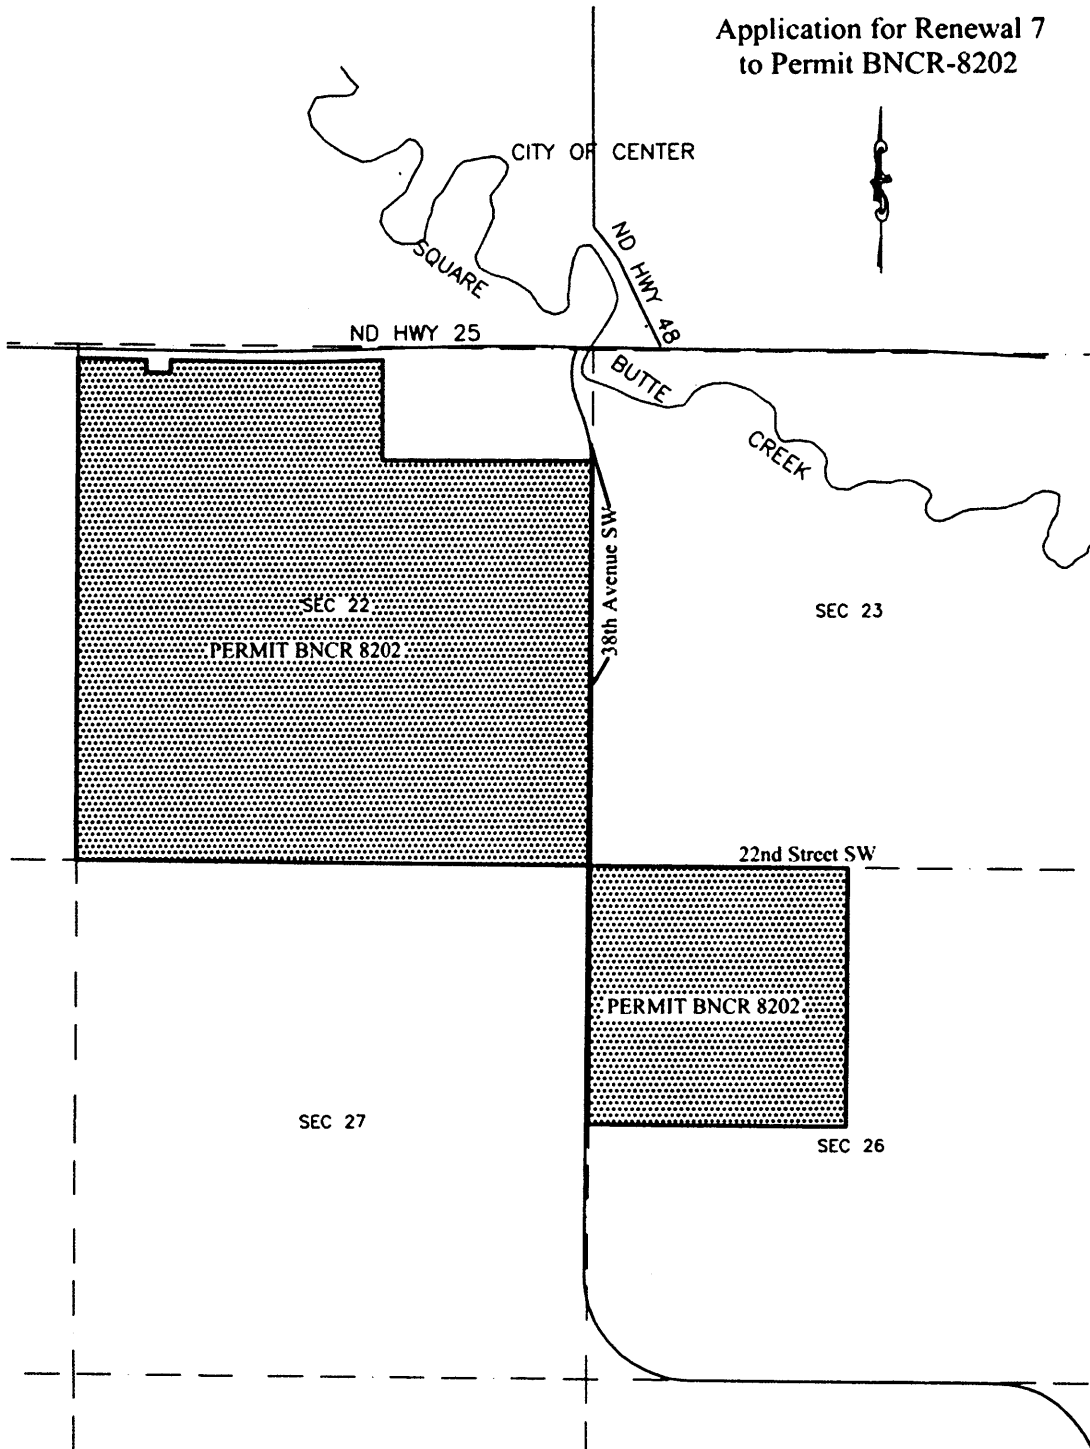 Application for Renewal 7
to Permit BNCR-8202
CITY OF CENTER
ND HWY 48
SQUARE
ND HWY 25
BUTTE
CREEK
38th Avenue SW
SEC 22
SEC 23
PERMIT BNCR 8202
22nd Street SW
PERMIT BNCR 8202
SEC 27
SEC 26